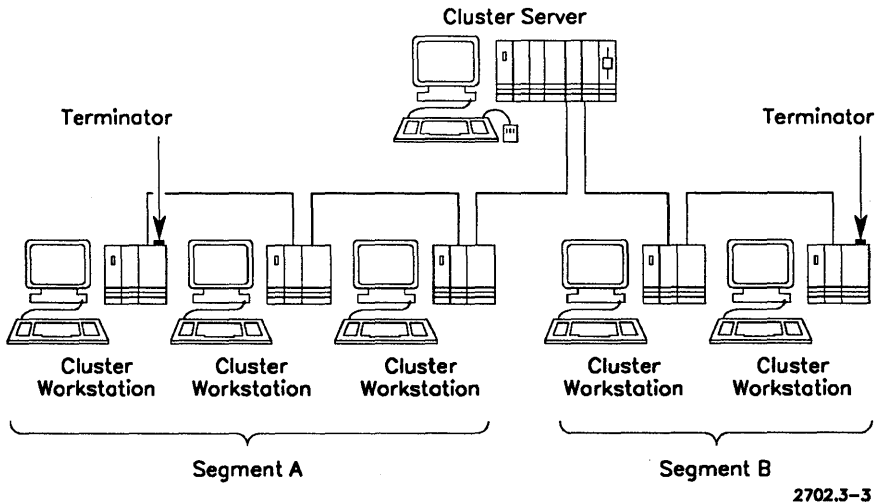 Cluster Server
Terminator
Terminator
Cluster
Workstation
Cluster
Workstation
Cluster
Workstation
Cluster
Workstation
Cluster
Workstation
Segment A
Segment B
2702.3-3